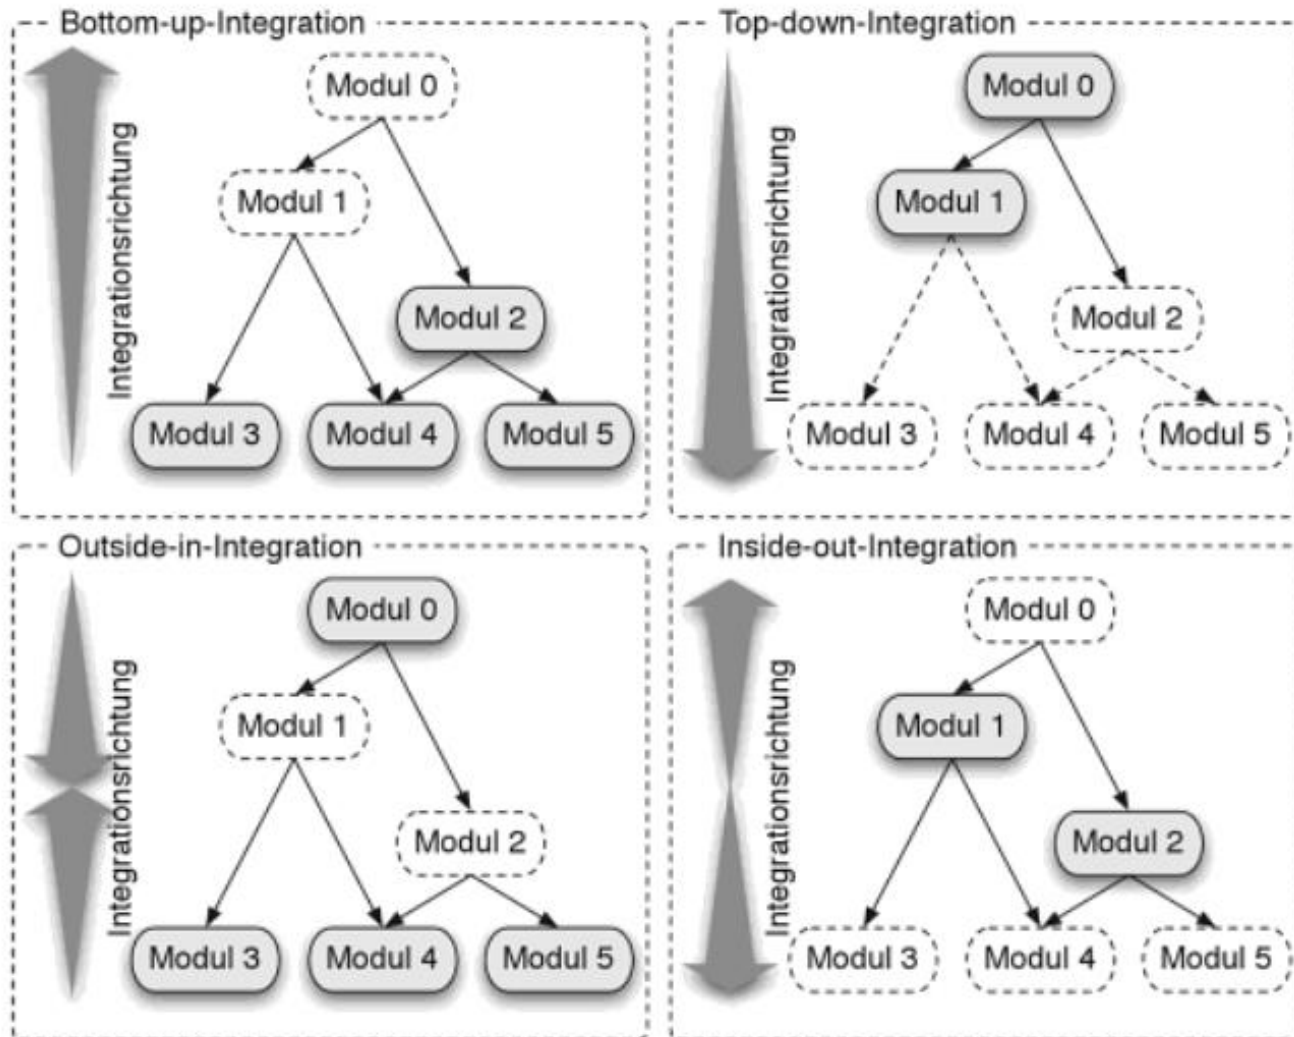 Bottom-up-Integration
Integrationsrichtung
Modul 0
Modul 1
Modul 2
Modul 3
Modul 4
Modul 5
Top-down-Integration
Integrationsrichtung
Modul 0
Modul 1
Modul 2
Modul 3
Modul 4
Modul 5
Outside-in-Integration
Integrationsrichtung
Modul 0
Modul 1
Modul 2
Modul 3
Modul 4
Modul 5
Inside-out-Integration
Integrationsrichtung
Modul 0
Modul 1
Modul 2
Modul 3
Modul 4
Modul 5